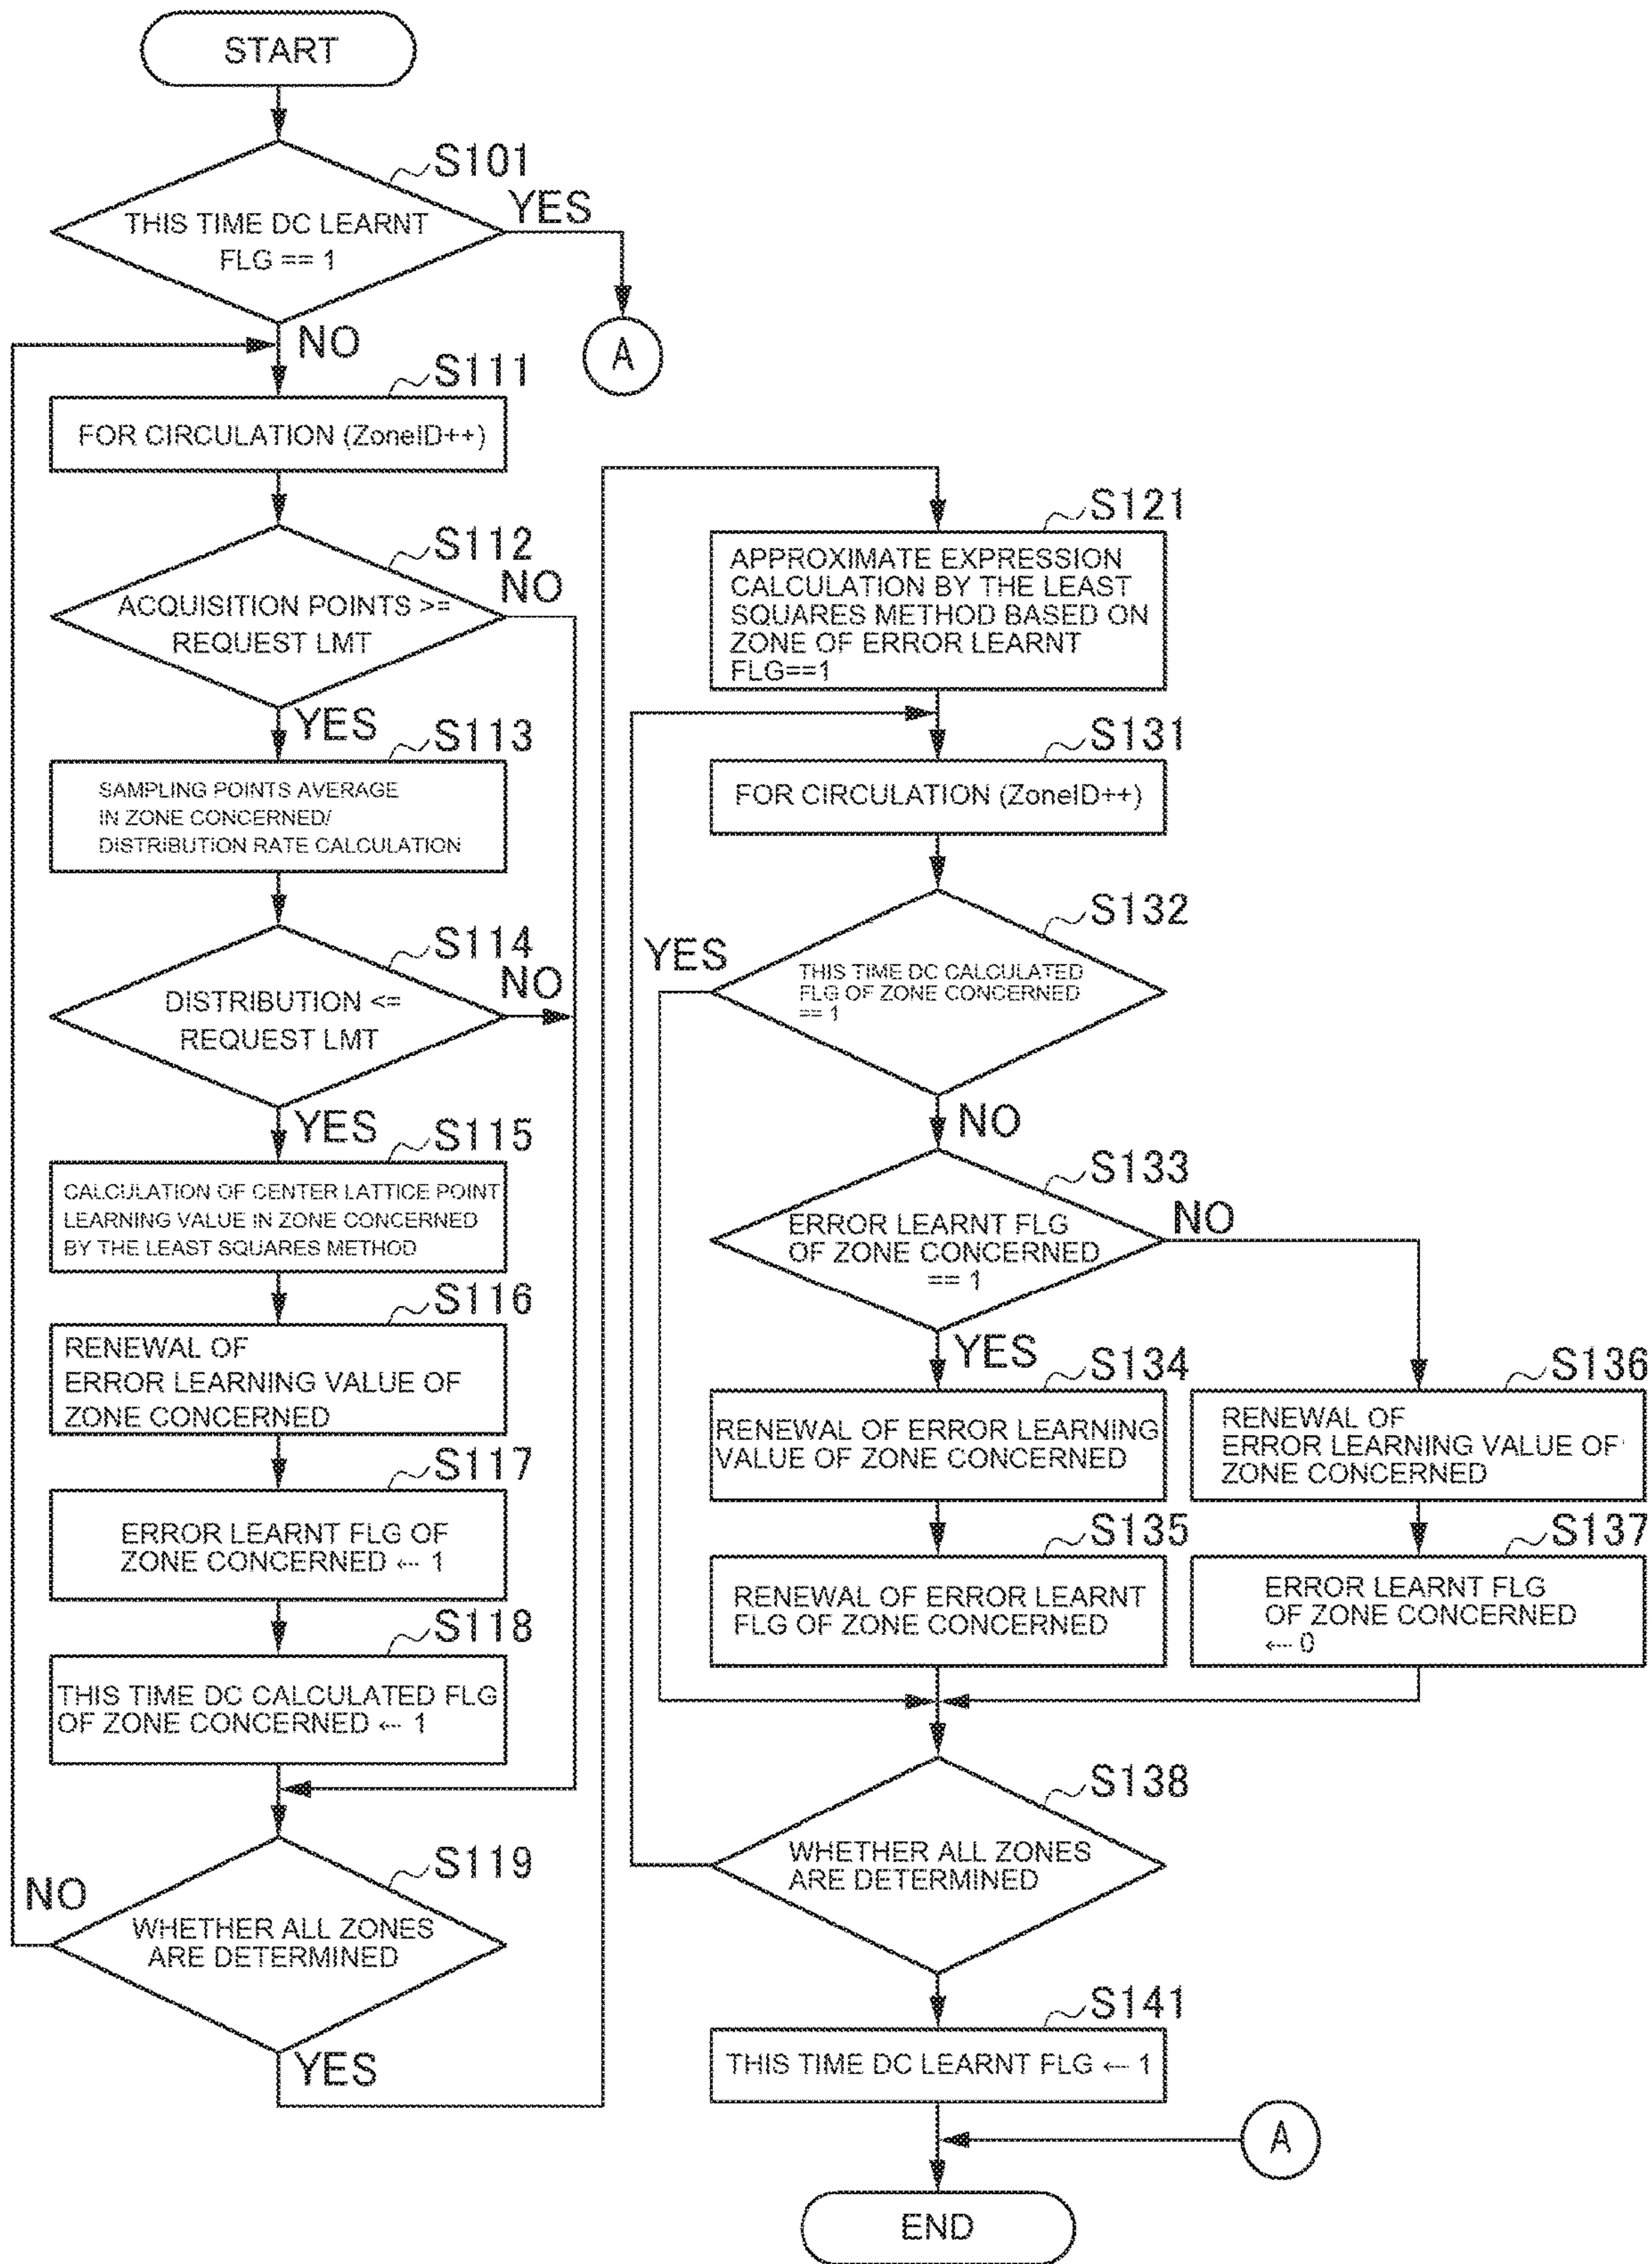 START
S101
THIS TIME DC LEARNT
FLG == 1
YES
A
NO
S111
FOR CIRCULATION (ZoneID++)
S112
ACQUISITION POINTS >=
REQUEST LMT
NO
YES
S113
SAMPLING POINTS AVERAGE
IN ZONE CONCERNED/
DISTRIBUTION RATE CALCULATION
S114
DISTRIBUTION <=
REQUEST LMT
NO
YES
S115
CALCULATION OF CENTER LATTICE POINT
LEARNING VALUE IN ZONE CONCERNED
BY THE LEAST SQUARES METHOD
S116
RENEWAL OF
ERROR LEARNING VALUE OF
ZONE CONCERNED
S117
ERROR LEARNT FLG OF
ZONE CONCERNED ← 1
S118
THIS TIME DC CALCULATED FLG
OF ZONE CONCERNED ← 1
S119
WHETHER ALL ZONES
ARE DETERMINED
NO
YES
S121
APPROXIMATE EXPRESSION
CALCULATION BY THE LEAST
SQUARES METHOD BASED ON
ZONE OF ERROR LEARNT
FLG==1
S131
FOR CIRCULATION (ZoneID++)
S132
THIS TIME DC CALCULATED
FLG OF ZONE CONCERNED
== 1
YES
NO
S133
ERROR LEARNT FLG
OF ZONE CONCERNED
== 1
NO
YES
S134
RENEWAL OF ERROR LEARNING
VALUE OF ZONE CONCERNED
S135
RENEWAL OF ERROR LEARNT
FLG OF ZONE CONCERNED
S136
RENEWAL OF
ERROR LEARNING VALUE OF
ZONE CONCERNED
S137
ERROR LEARNT FLG
OF ZONE CONCERNED
← 0
S138
WHETHER ALL ZONES
ARE DETERMINED
S141
THIS TIME DC LEARNT FLG ← 1
A
END